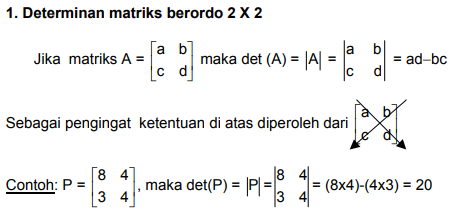 1. Determinan matriks berordo 2 X 2
Jika matriks A = [a b; c d] maka det (A) = |A| = |a b; c d| = ad–bc
Sebagai pengingat ketentuan di atas diperoleh dari [a b; c d]
Contoh: P = [8 4; 3 4], maka det(P) = |P| = |8 4; 3 4| = (8x4)-(4x3) = 20